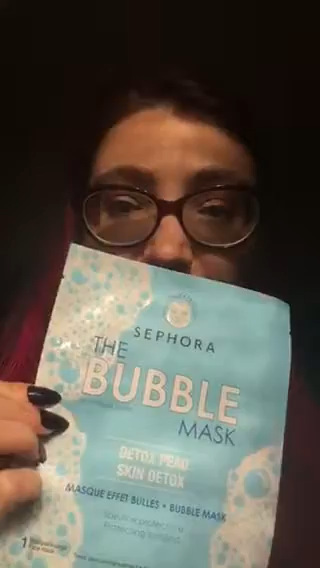 SEPHORA
THE
BUBBLE
MASK
DETOX PEAU
SKIN DETOX
MASQUE EFFET BULLES • BUBBLE MASK
1